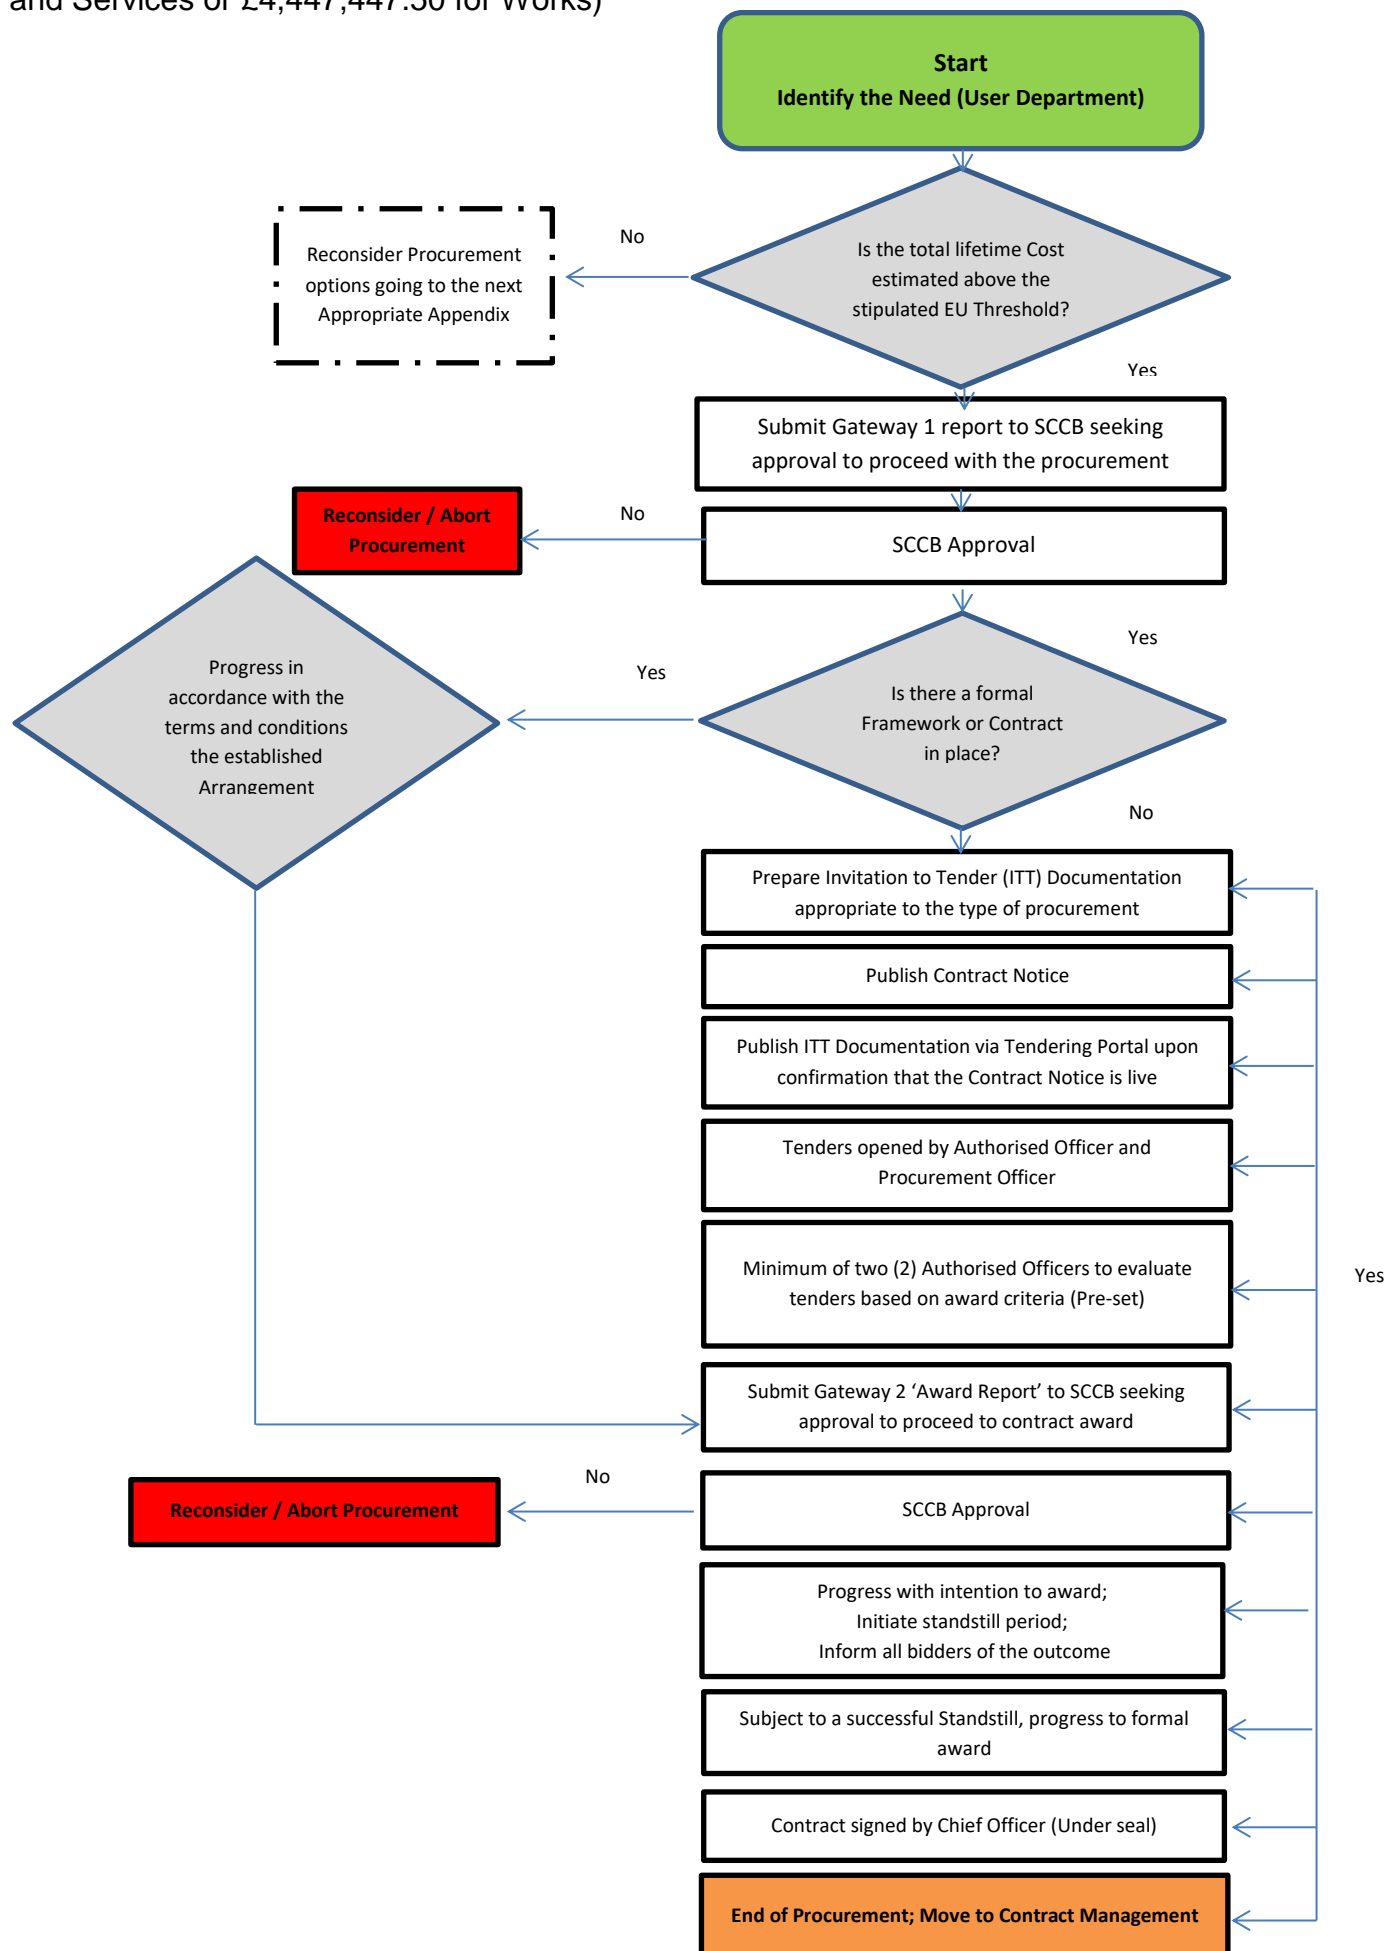 and Services or £4,447,447.50 for Works)
Start
Identify the Need (User Department)
Is the total lifetime Cost
estimated above the
stipulated EU Threshold?
No
Reconsider Procurement
options going to the next
Appropriate Appendix
Yes
Submit Gateway 1 report to SCCB seeking
approval to proceed with the procurement
SCCB Approval
No
Reconsider / Abort
Procurement
Yes
Is there a formal
Framework or Contract
in place?
Yes
Progress in
accordance with the
terms and conditions
the established
Arrangement
No
Prepare Invitation to Tender (ITT) Documentation
appropriate to the type of procurement
Publish Contract Notice
Publish ITT Documentation via Tendering Portal upon
confirmation that the Contract Notice is live
Tenders opened by Authorised Officer and
Procurement Officer
Minimum of two (2) Authorised Officers to evaluate
tenders based on award criteria (Pre-set)
Yes
Submit Gateway 2 ‘Award Report’ to SCCB seeking
approval to proceed to contract award
SCCB Approval
No
Reconsider / Abort Procurement
Progress with intention to award;
Initiate standstill period;
Inform all bidders of the outcome
Subject to a successful Standstill, progress to formal
award
Contract signed by Chief Officer (Under seal)
End of Procurement; Move to Contract Management